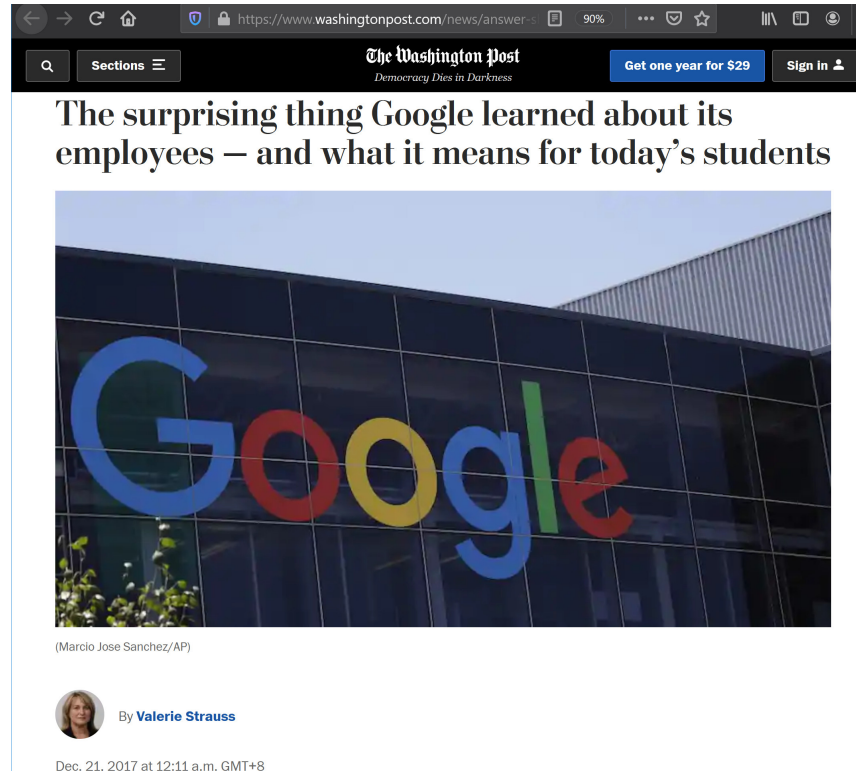 https://www.washingtonpost.com/news/answer-s
90%
Sections
The Washington Post
Democracy Dies in Darkness
Get one year for $29
Sign in
The surprising thing Google learned about its
employees — and what it means for today's students
Google
(Marcio Jose Sanchez/AP)
By Valerie Strauss
Dec. 21, 2017 at 12:11 a.m. GMT+8